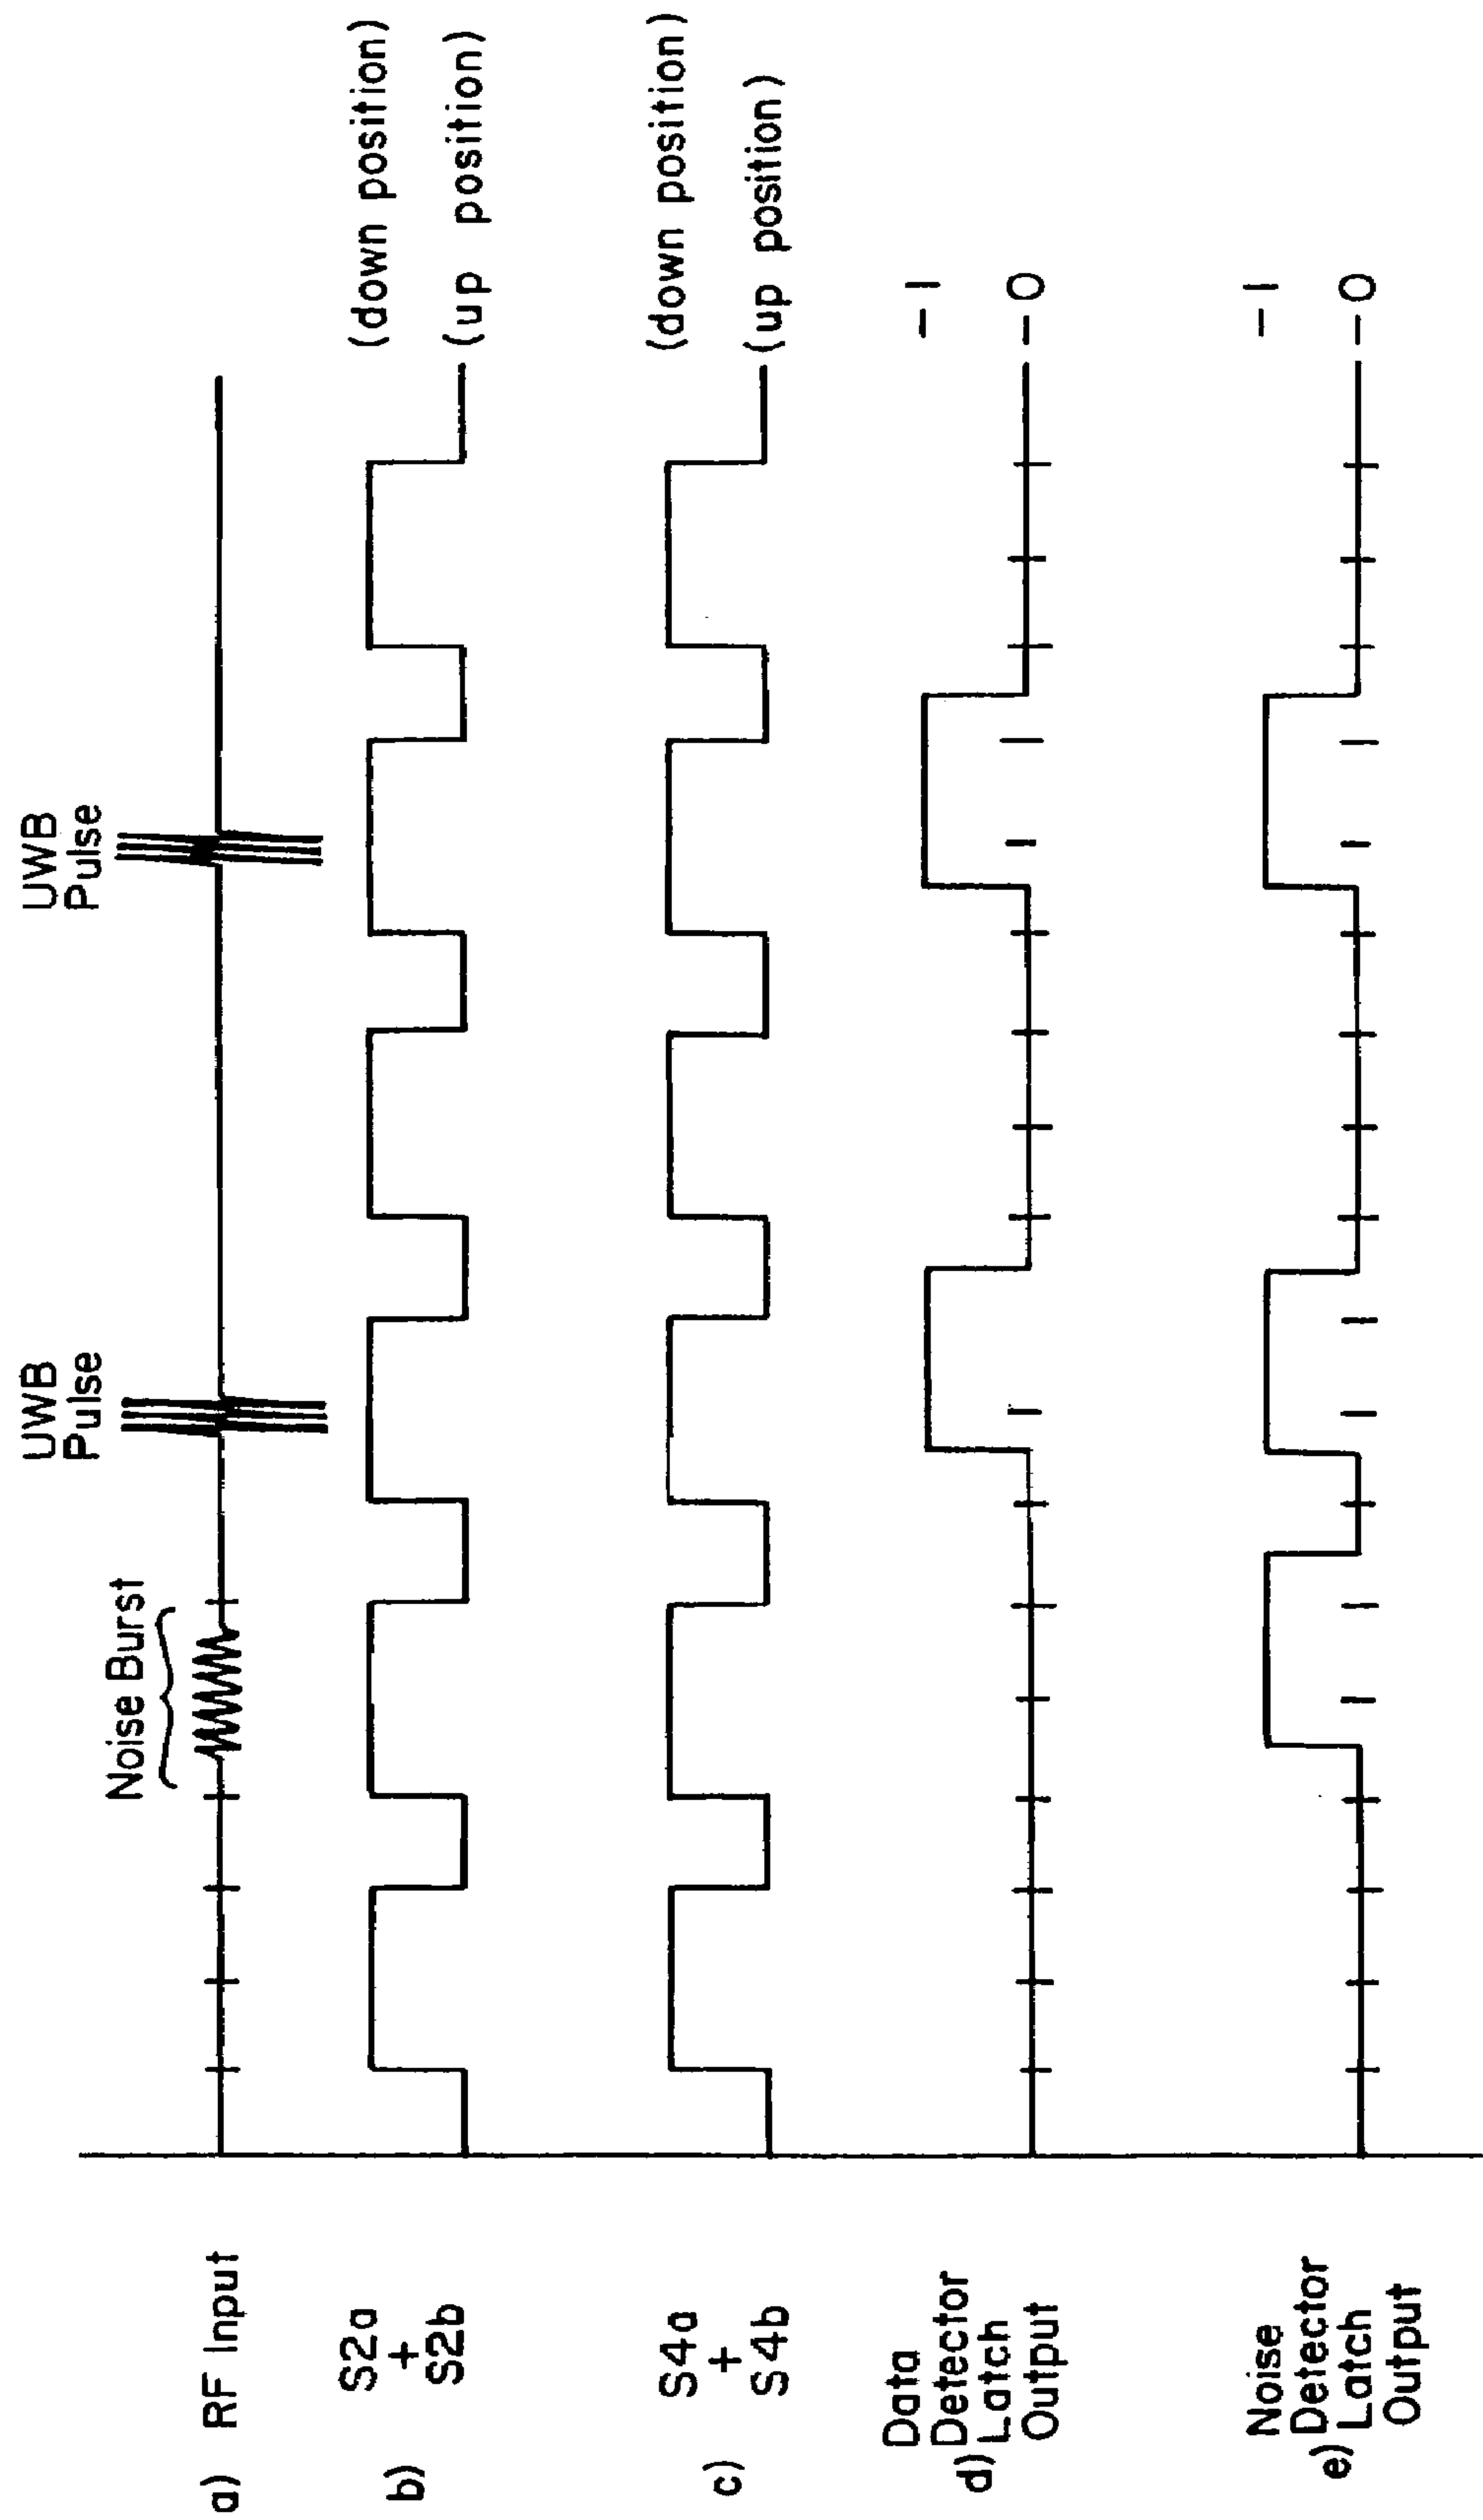 UWB
Pulse
UWB
Pulse
Noise Burst
a) RF Input
b)
S2a
+
S2b
(down position)
(up position)
c)
S4a
+
S4b
(down position)
(up position)
Data
Detector
d) Latch
Output
— 1
— 0
Noise
Detector
e) Latch
Output
— 1
— 0